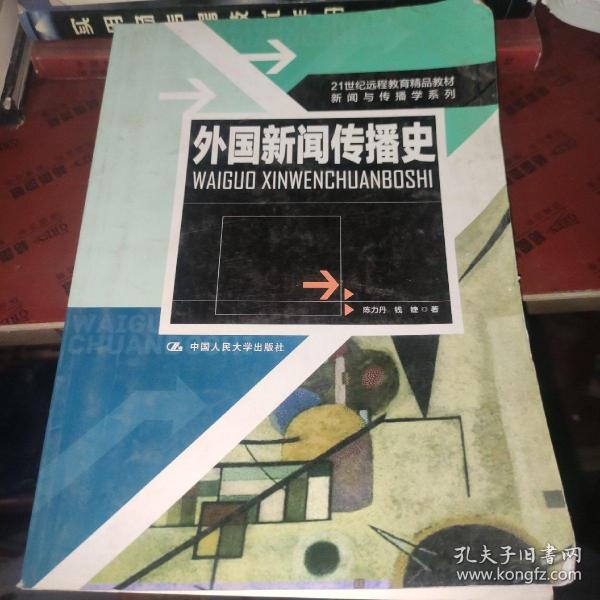 21世纪远程教育精品教材
新闻与传播学系列
外国新闻传播史
WAIGUO XINWENCHUANBOSHI
陈力丹 钱婕 著
WAIGU
CHUAN
中国人民大学出版社
孔夫子旧书网
www.kongfz.com